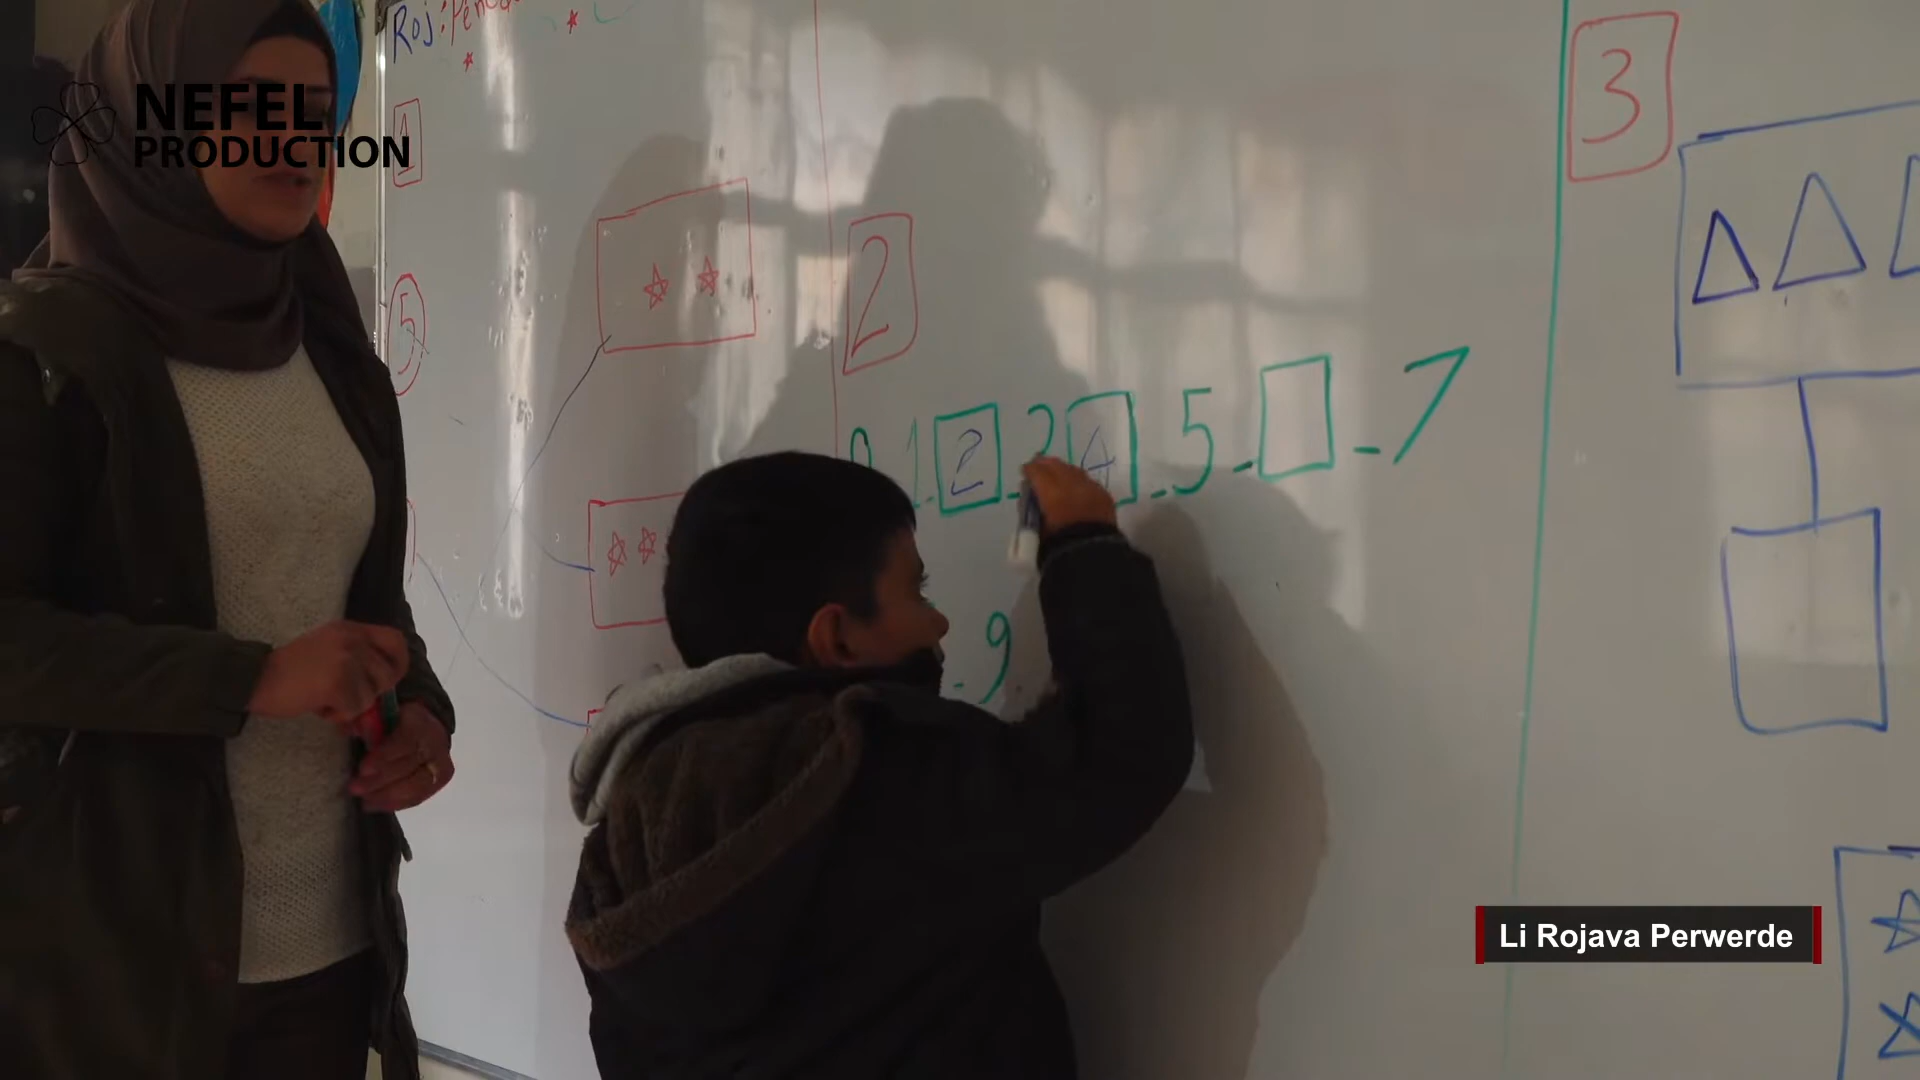 Roj:
NEFEL
PRODUCTION
1
5
2
3
0 1 2 3 4 5 7
9
Li Rojava Perwerde